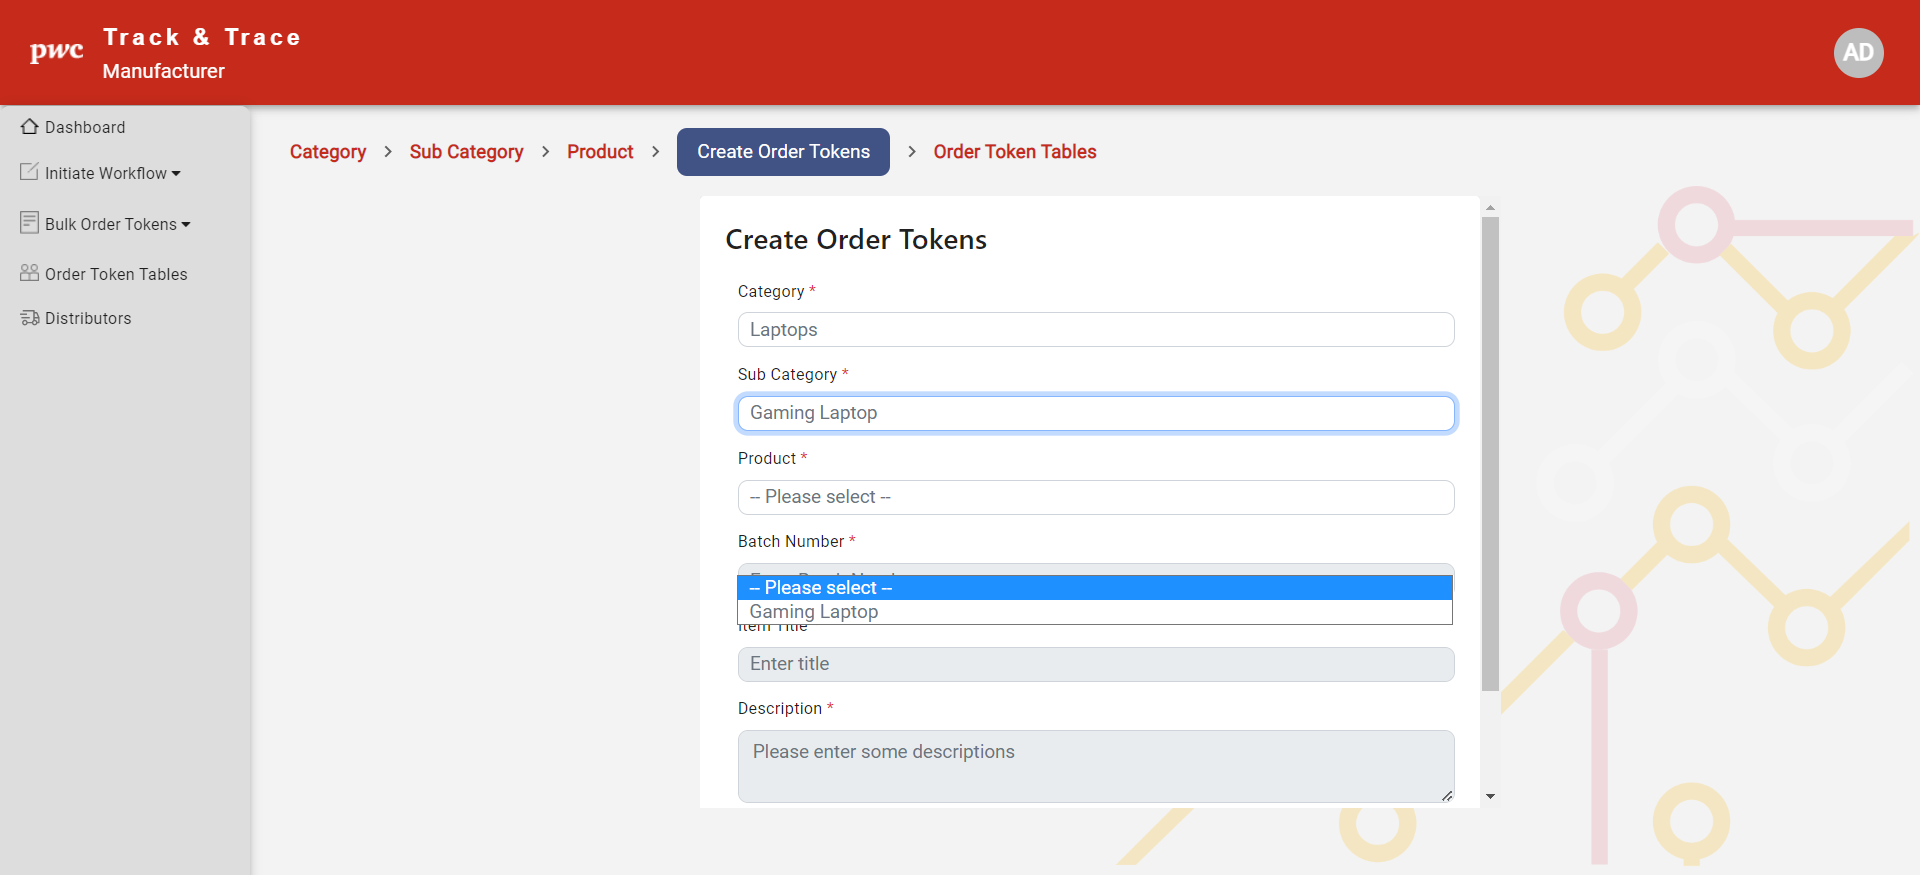 pwc
Track & Trace
Manufacturer
AD
Dashboard
Initiate Workflow
Bulk Order Tokens
Order Token Tables
Distributors
Category > Sub Category > Product > Create Order Tokens > Order Token Tables
Create Order Tokens
Category *
Laptops
Sub Category *
Gaming Laptop
Product *
-- Please select --
Batch Number *
-- Please select --
Gaming Laptop
Item Title
Enter title
Description *
Please enter some descriptions